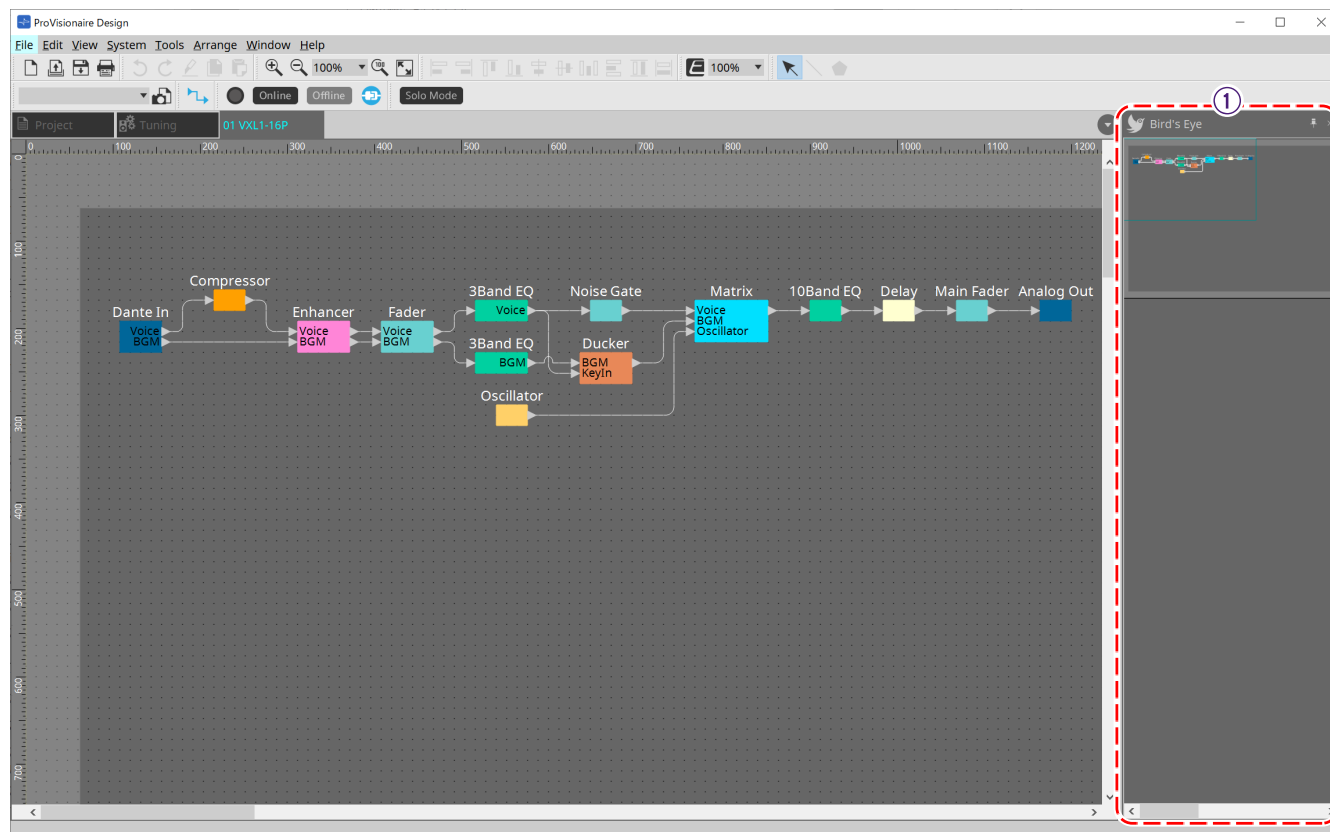 ProVisionaire Design
File Edit View System Tools Arrange Window Help
100% 100 E 100%
Online Offline Solo Mode
1
Project Tuning 01 VXL1-16P
Bird's Eye
0 100 200 300 400 500 600 700 800 900 1000 1100 1200
0
100
200
300
400
500
600
700
Compressor
3Band EQ Noise Gate Matrix 10Band EQ Delay Main Fader Analog Out
Voice
Voice
BGM
Oscillator
Dante In Enhancer Fader
Voice
BGM
Voice
BGM
Voice
BGM
3Band EQ Ducker
BGM
BGM
KeyIn
Oscillator